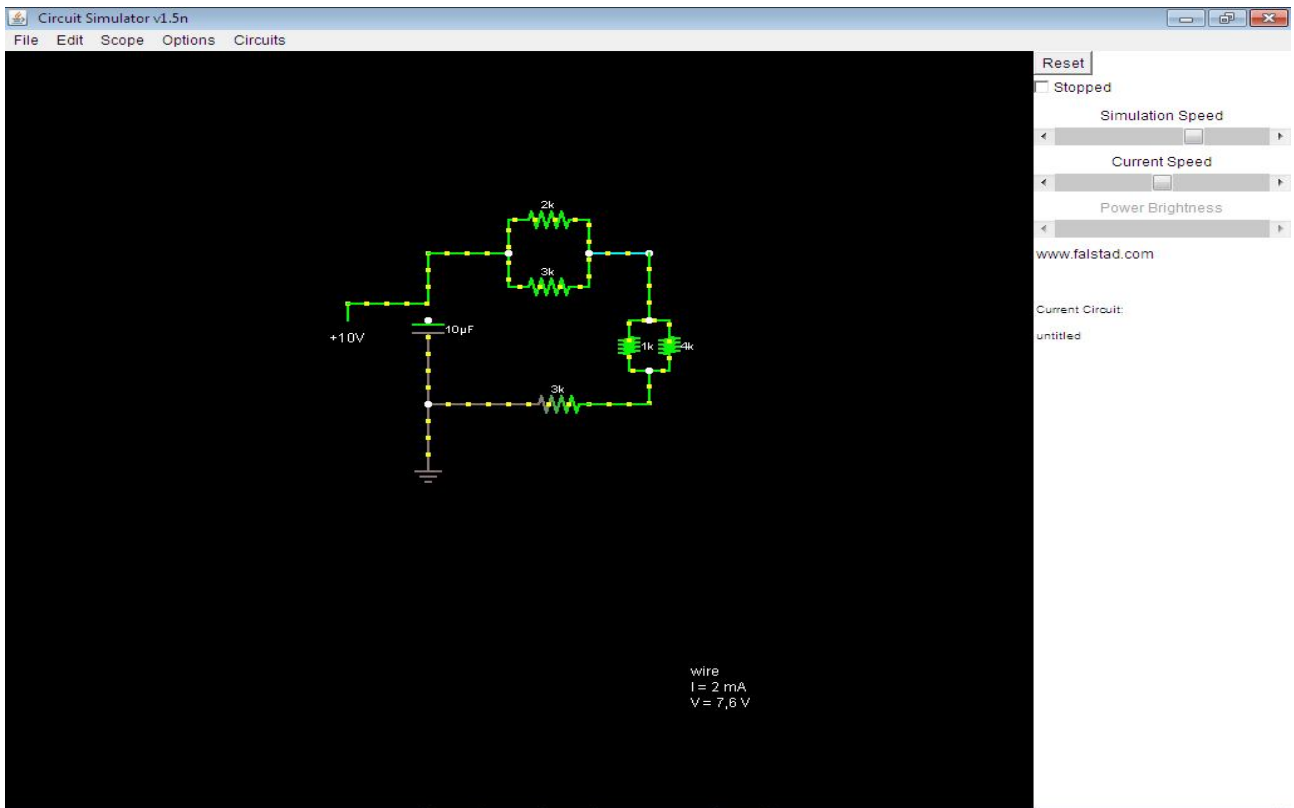 Circuit Simulator v1.5n
File Edit Scope Options Circuits
Reset
Stopped
Simulation Speed
Current Speed
Power Brightness
www.falstad.com
Current Circuit:
untitled
2k
3k
+10V
10µF
1k
4k
3k
wire
I = 2 mA
V = 7,6 V